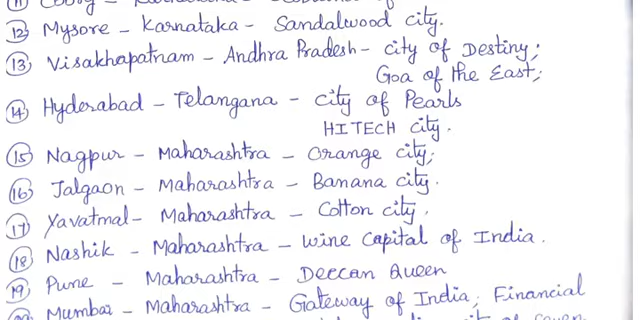 12 Mysore - Karnataka - Sandalwood city.
13 Visakhapatnam - Andhra Pradesh - city of Destiny;
Goa of the East;
14 Hyderabad - Telangana - city of Pearls
HITECH city.
15 Nagpur - Maharashtra - Orange city;
16 Jalgaon - Maharashtra - Banana city.
17 Yavatmal - Maharashtra - Cotton city.
18 Nashik - Maharashtra - Wine Capital of India.
19 Pune - Maharashtra - Deccan Queen
Mumbai - Maharashtra - Gateway of India; Financial